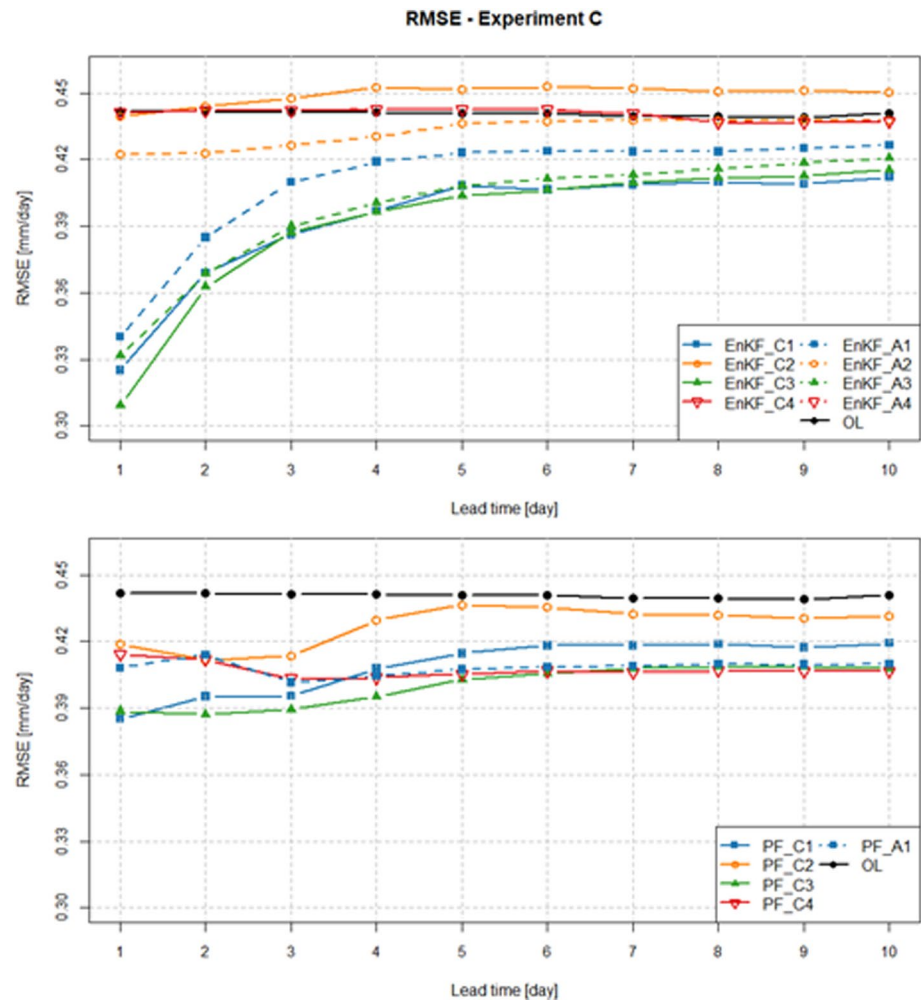 RMSE - Experiment C
RMSE [mm/day]
0.45
0.42
0.39
0.36
0.33
0.30
EnKF_C1 EnKF_A1
EnKF_C2 EnKF_A2
EnKF_C3 EnKF_A3
EnKF_C4 EnKF_A4
OL
1 2 3 4 5 6 7 8 9 10
Lead time [day]
RMSE [mm/day]
0.45
0.42
0.39
0.36
0.33
0.30
PF_C1 PF_A1
PF_C2 OL
PF_C3
PF_C4
1 2 3 4 5 6 7 8 9 10
Lead time [day]